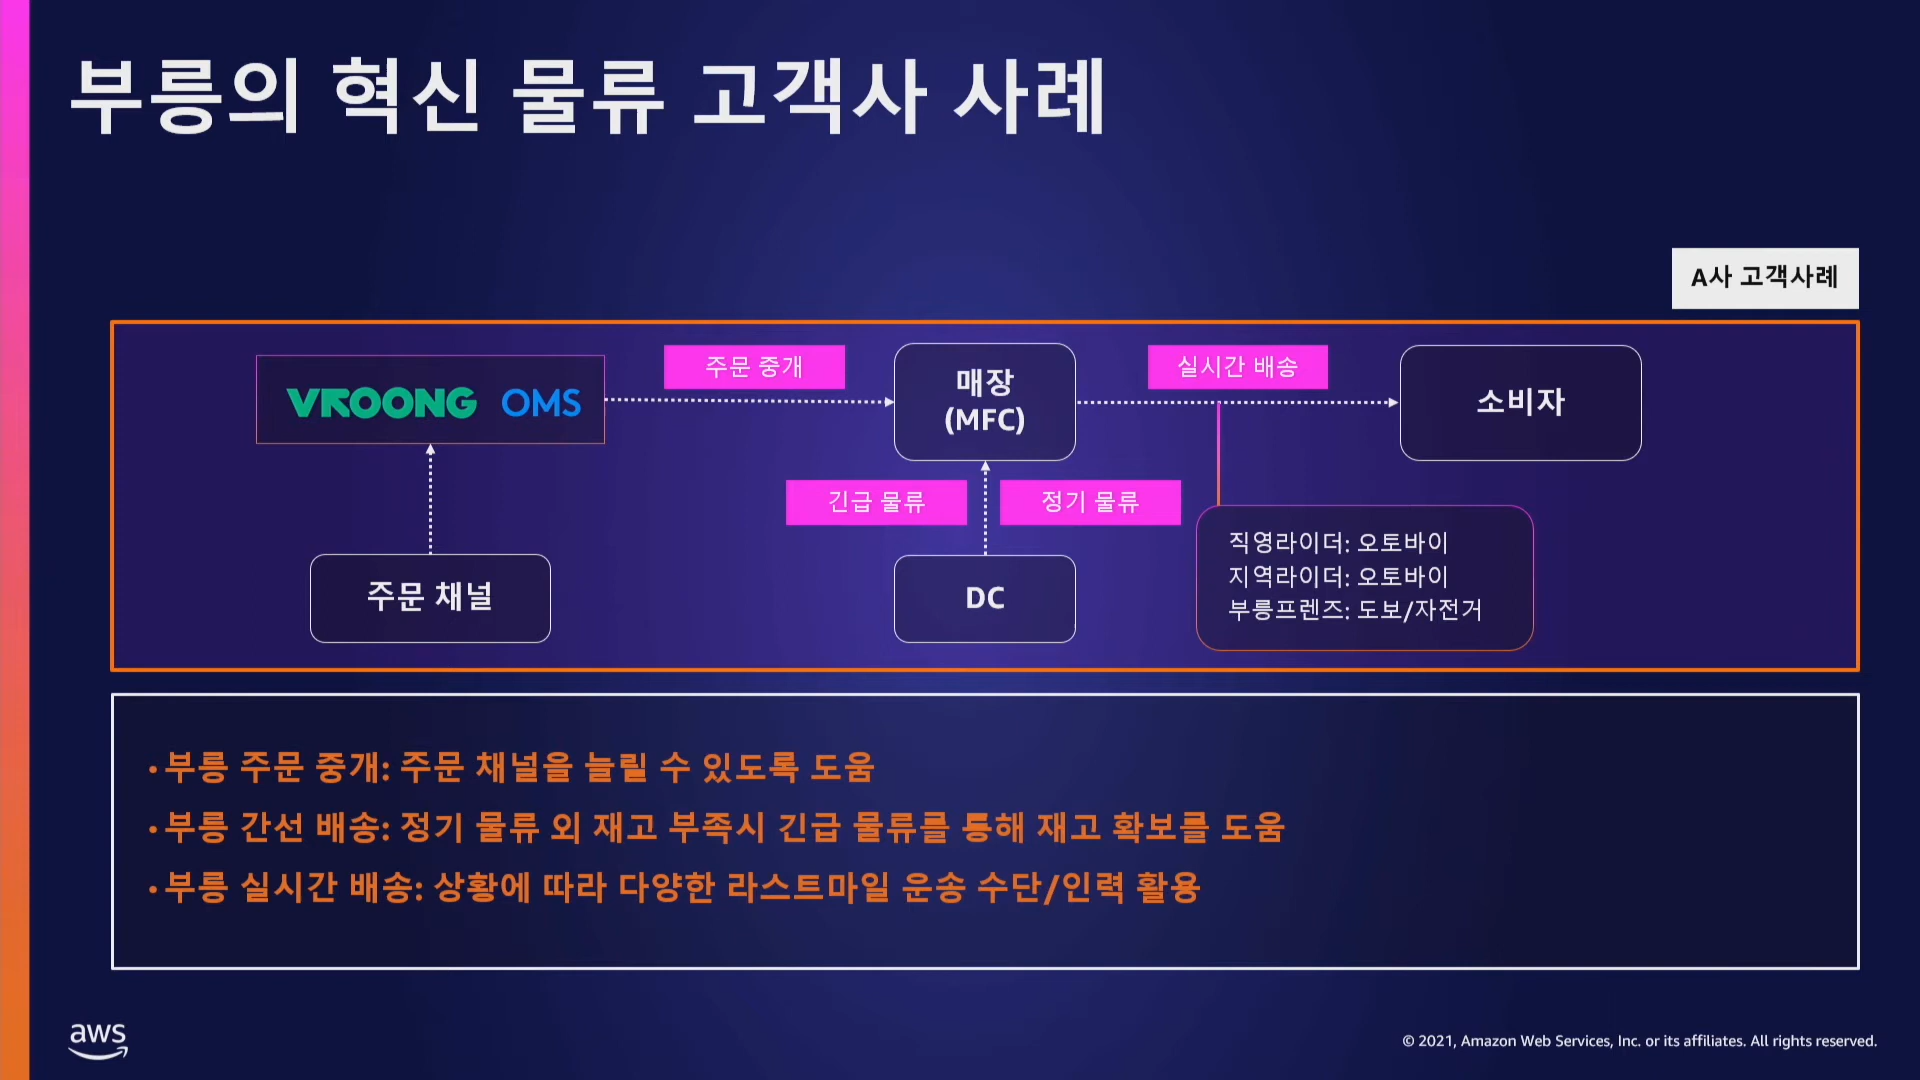 부릉의 혁신 물류 고객사 사례
A사 고객사례
VROONG OMS
주문 중개
매장
(MFC)
실시간 배송
소비자
긴급 물류
정기 물류
주문 채널
DC
직영라이더: 오토바이
지역라이더: 오토바이
부릉프렌즈: 도보/자전거
• 부릉 주문 중개: 주문 채널을 늘릴 수 있도록 도움
• 부릉 간선 배송: 정기 물류 외 재고 부족시 긴급 물류를 통해 재고 확보를 도움
• 부릉 실시간 배송: 상황에 따라 다양한 라스트마일 운송 수단/인력 활용
aws
© 2021, Amazon Web Services, Inc. or its affiliates. All rights reserved.